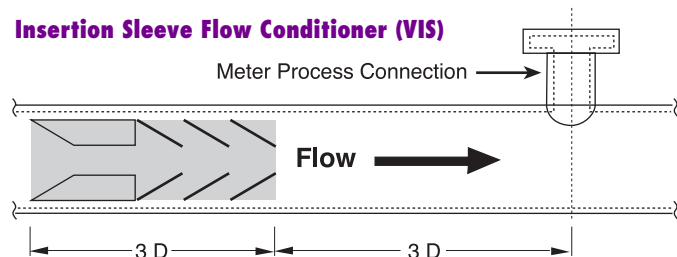 Insertion Sleeve Flow Conditioner (VIS)
Meter Process Connection
Flow
3 D 3 D